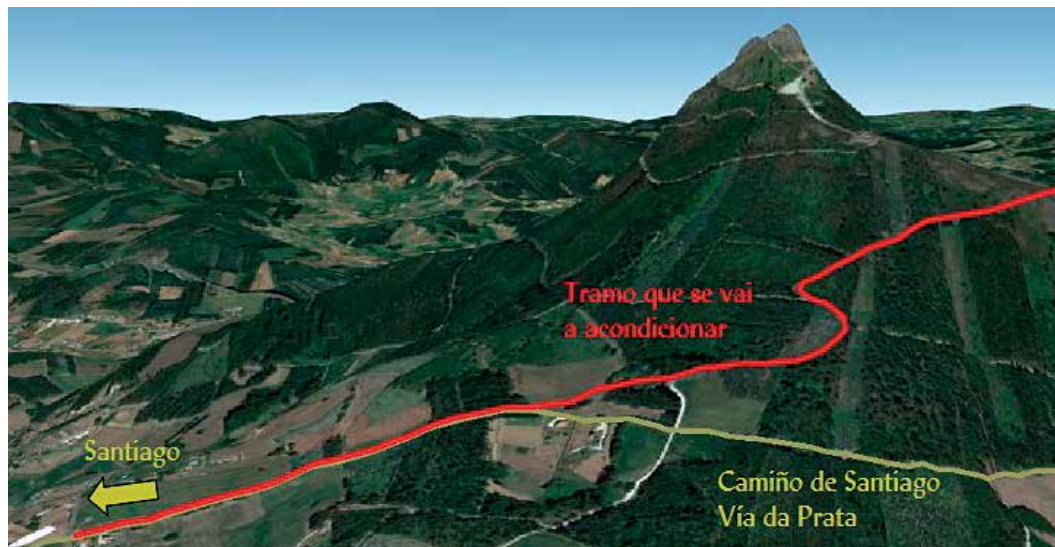 Tramo que se vai
a acondicionar
Santiago
Camiño de Santiago
Vía da Prata